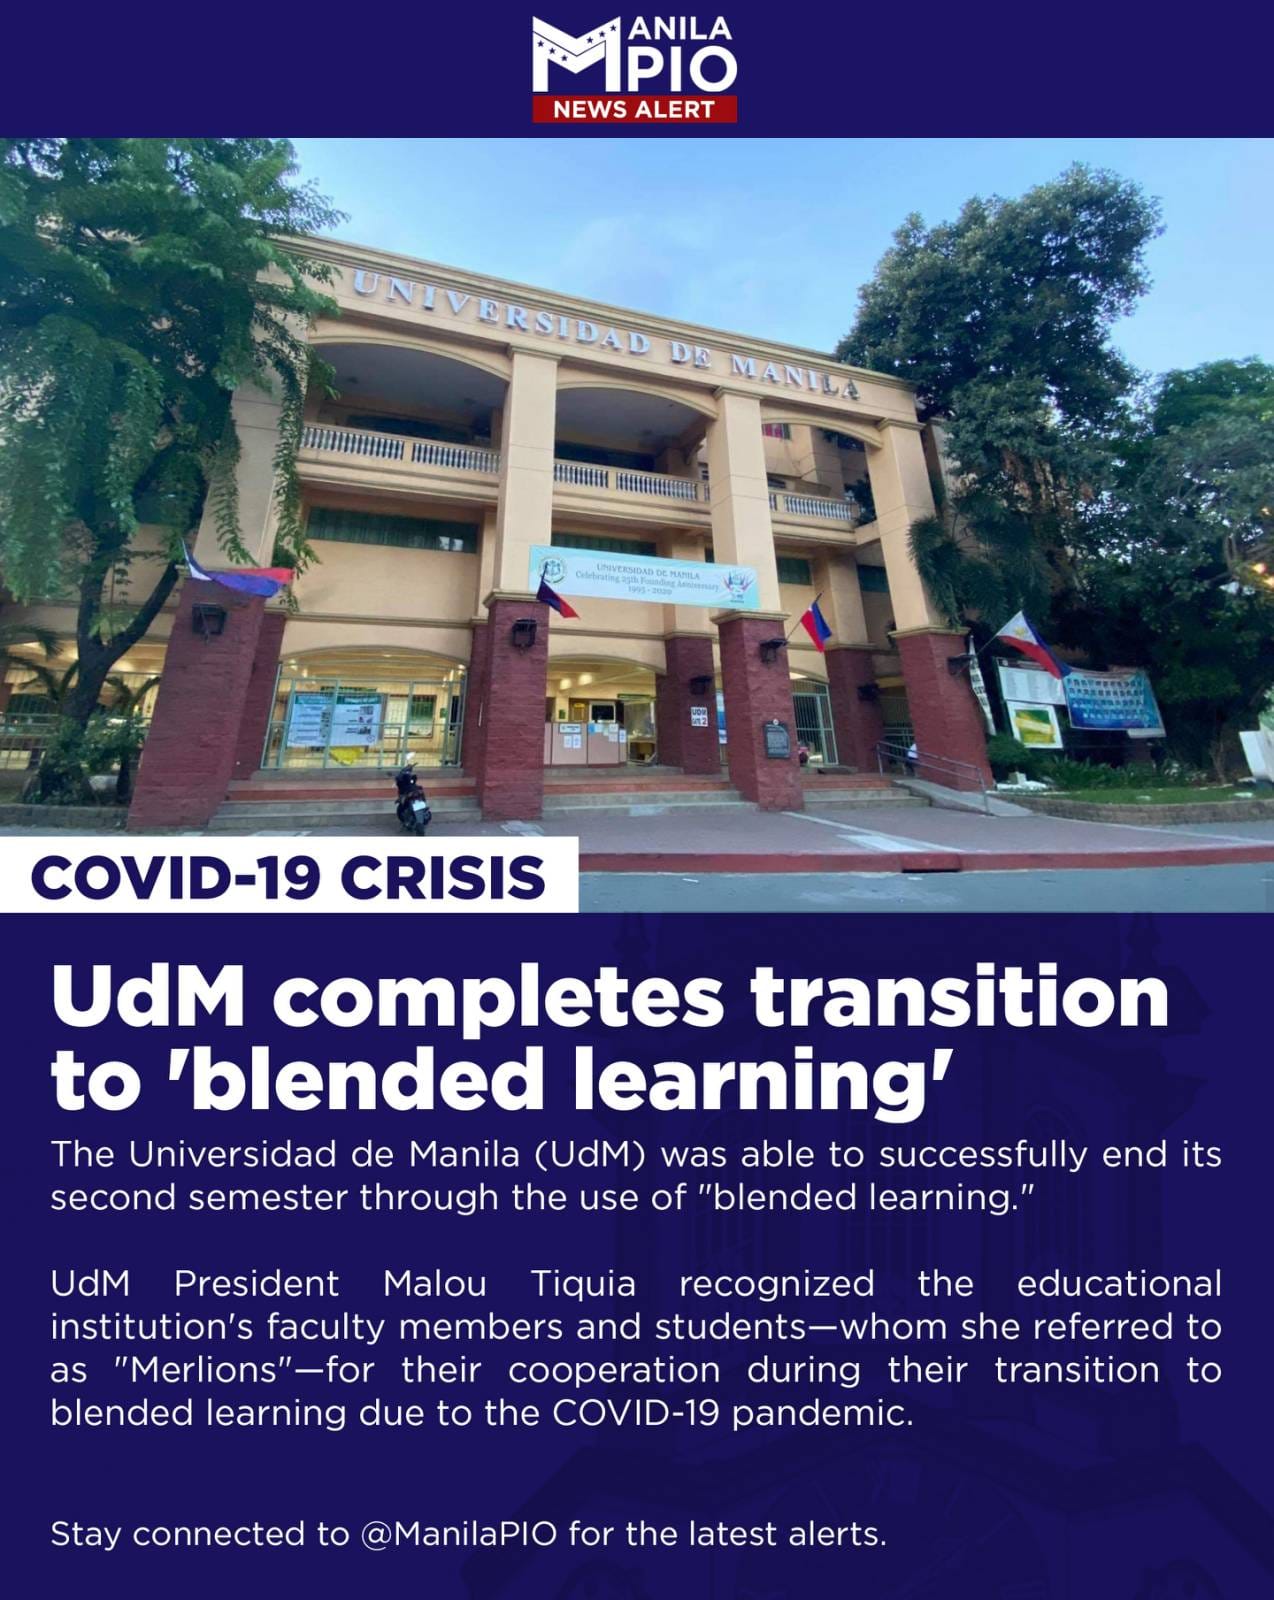 MANILA
PIO
NEWS ALERT
UNIVERSIDAD DE MANILA
UNIVERSIDAD DE MANILA
Celebrating 25th Founding Anniversary
1995 - 2020
UDM
GATE 2
COVID-19 CRISIS
UdM completes transition
to 'blended learning'
The Universidad de Manila (UdM) was able to successfully end its
second semester through the use of "blended learning."
UdM President Malou Tiquia recognized the educational
institution's faculty members and students—whom she referred to
as "Merlions"—for their cooperation during their transition to
blended learning due to the COVID-19 pandemic.
Stay connected to @ManilaPIO for the latest alerts.